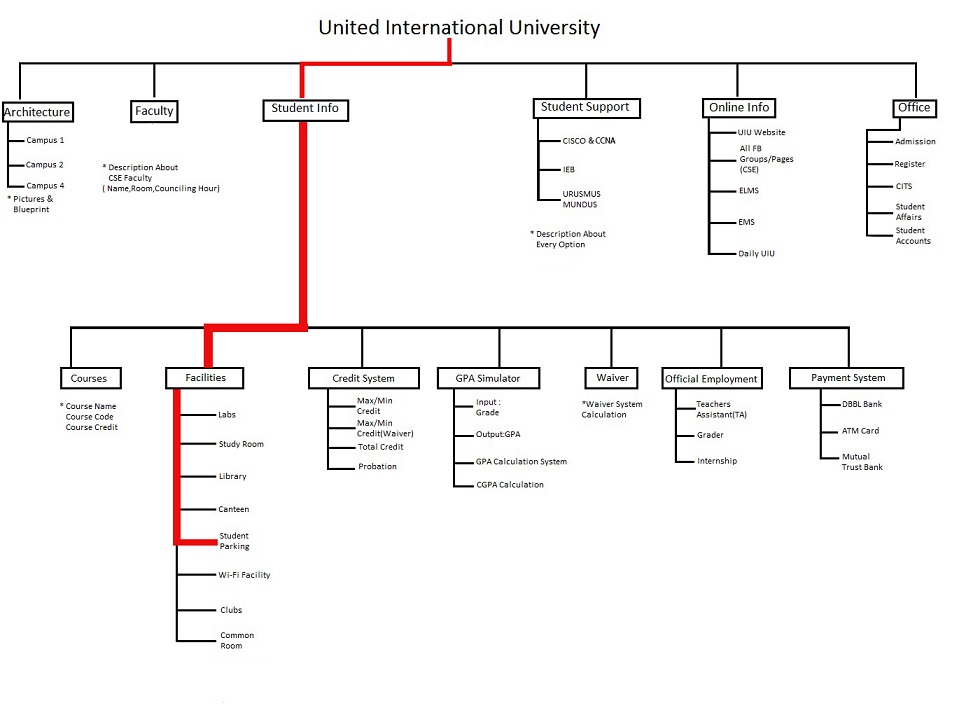 United International University
Architecture
Faculty
Student Info
Student Support
Online Info
Office
Campus 1
Campus 2
Campus 4
* Pictures &
Blueprint
* Description About
CSE Faculty
( Name,Room,Counciling Hour)
CISCO & CCNA
IEB
URUSMUS
MUNDUS
* Description About
Every Option
UIU Website
All FB
Groups/Pages
(CSE)
ELMS
EMS
Daily UIU
Admission
Register
CITS
Student
Affairs
Student
Accounts
Courses
Facilities
Credit System
GPA Simulator
Waiver
Official Employment
Payment System
* Course Name
Course Code
Course Credit
Labs
Study Room
Library
Canteen
Student
Parking
Wi-Fi Facility
Clubs
Common
Room
Max/Min
Credit
Max/Min
Credit(Waiver)
Total Credit
Probation
Input :
Grade
Output:GPA
GPA Calculation System
CGPA Calculation
*Waiver System
Calculation
Teachers
Assistant(TA)
Grader
Internship
DBBL Bank
ATM Card
Mutual
Trust Bank